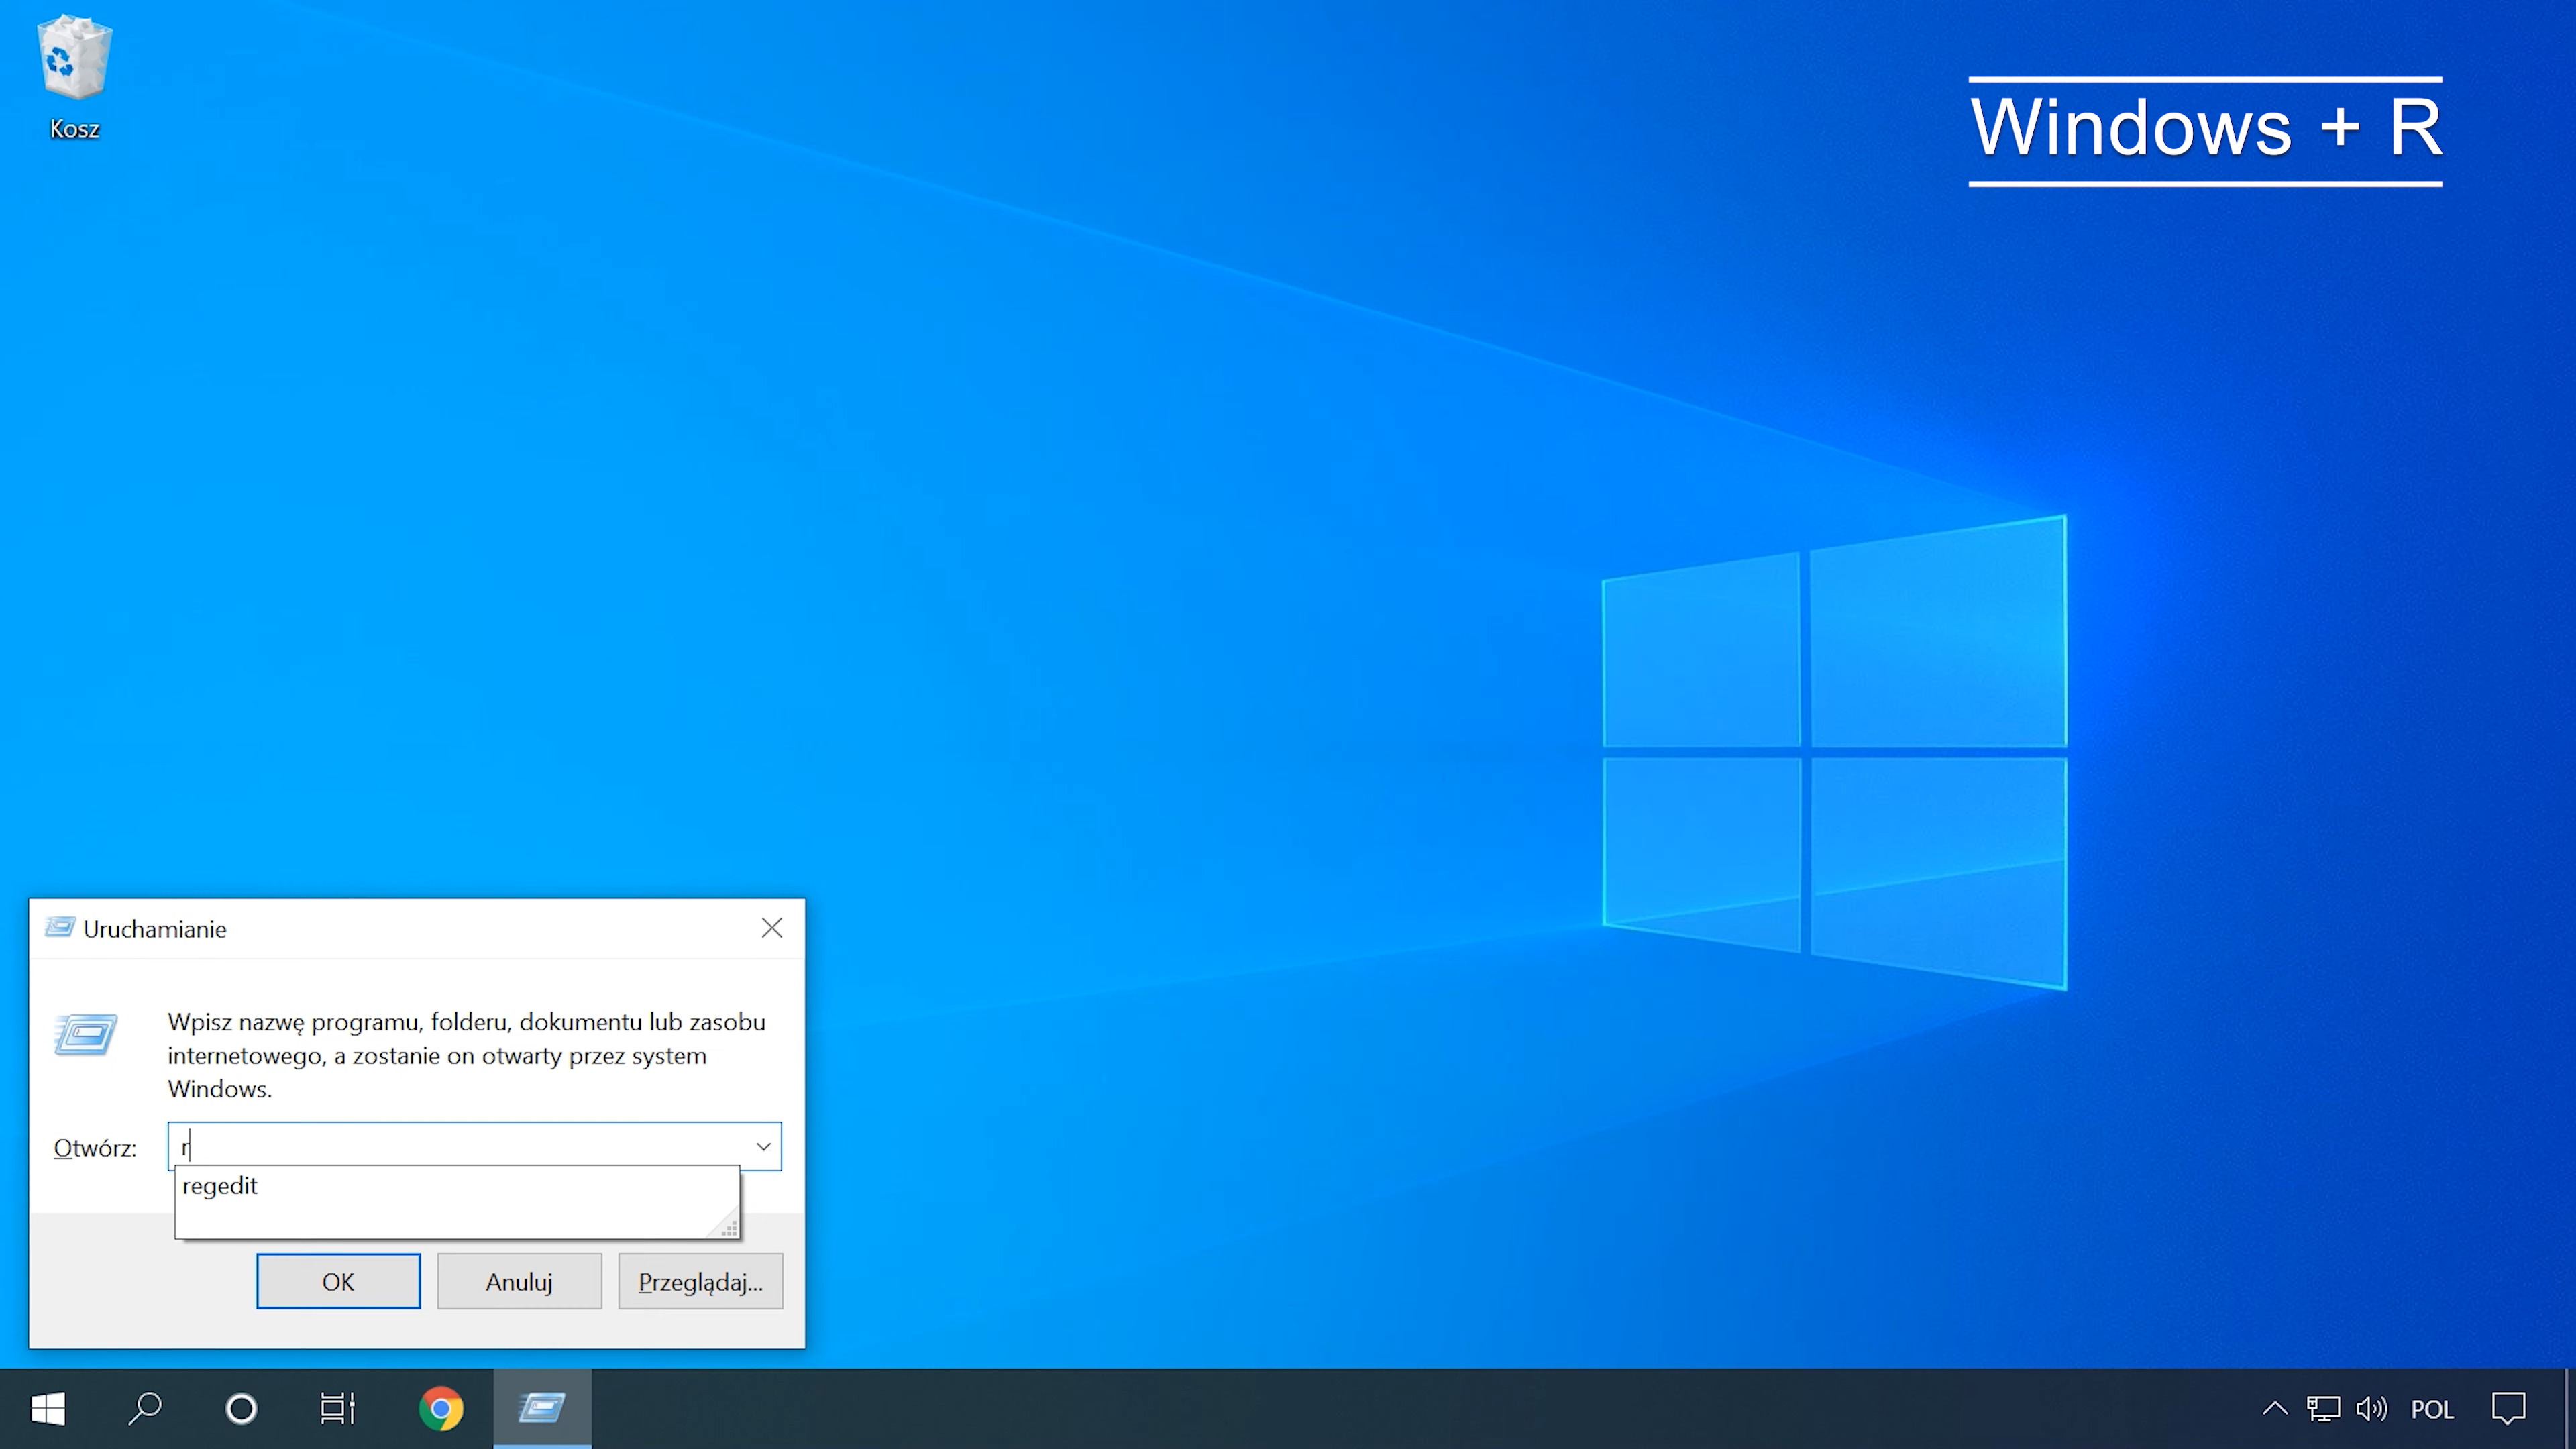 Kosz
Windows + R
Uruchamianie
Wpisz nazwę programu, folderu, dokumentu lub zasobu
internetowego, a zostanie on otwarty przez system
Windows.
Otwórz:
r
regedit
OK
Anuluj
Przeglądaj...
POL